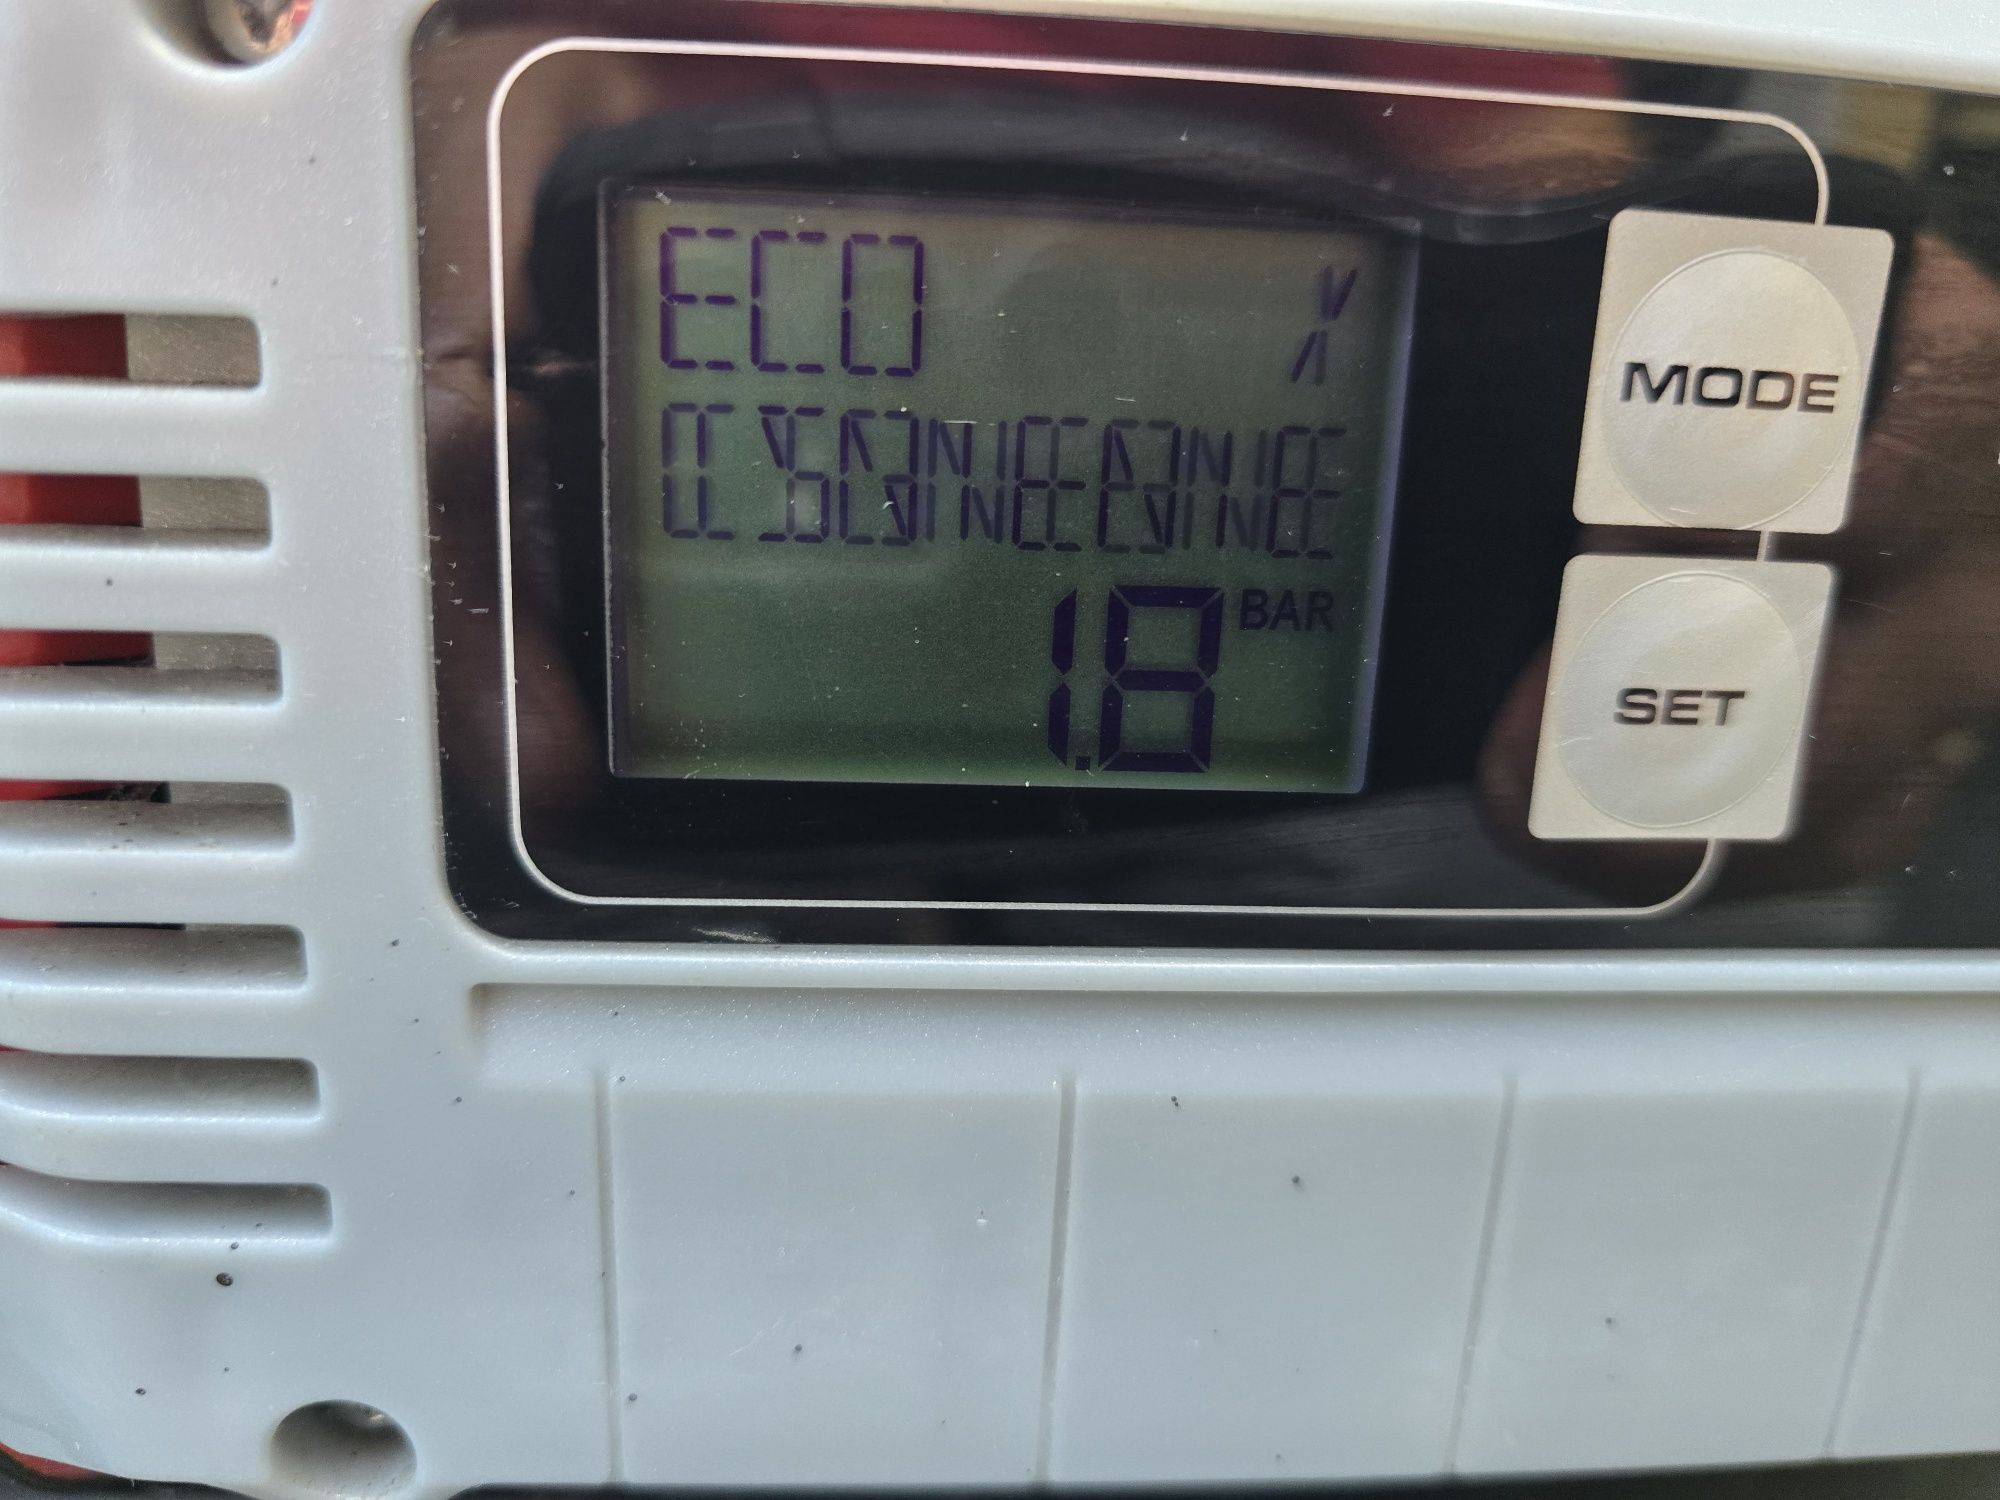 ECO X
1.8 BAR
MODE
SET